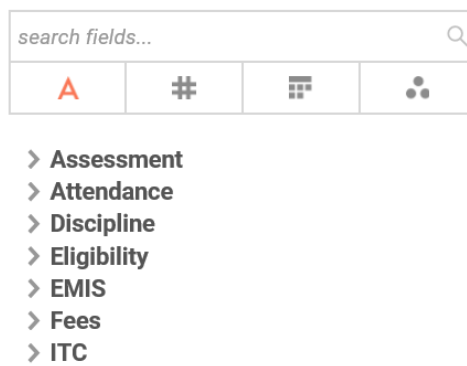 search fields...
A #
Assessment
Attendance
Discipline
Eligibility
EMIS
Fees
ITC